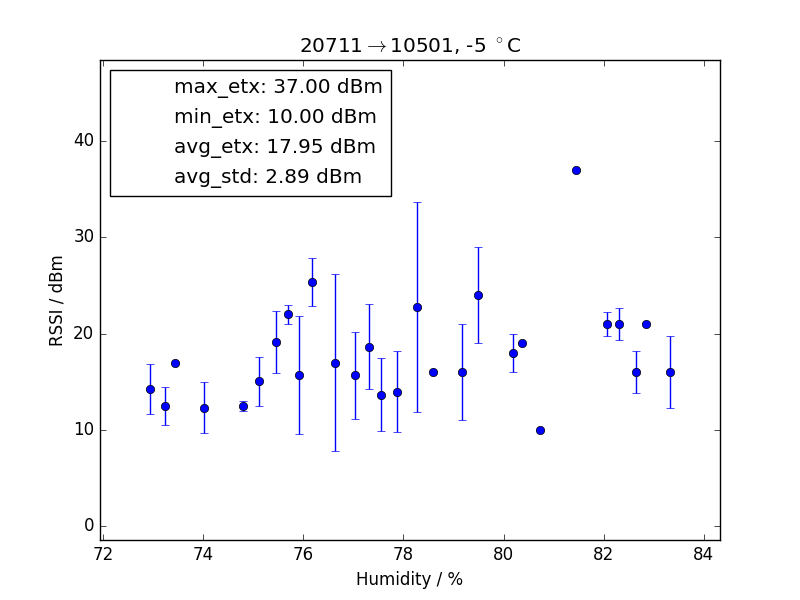 20711→10501, -5 °C
max_etx: 37.00 dBm
min_etx: 10.00 dBm
avg_etx: 17.95 dBm
avg_std: 2.89 dBm
RSSI / dBm
40
30
20
10
0
72 74 76 78 80 82 84
Humidity / %